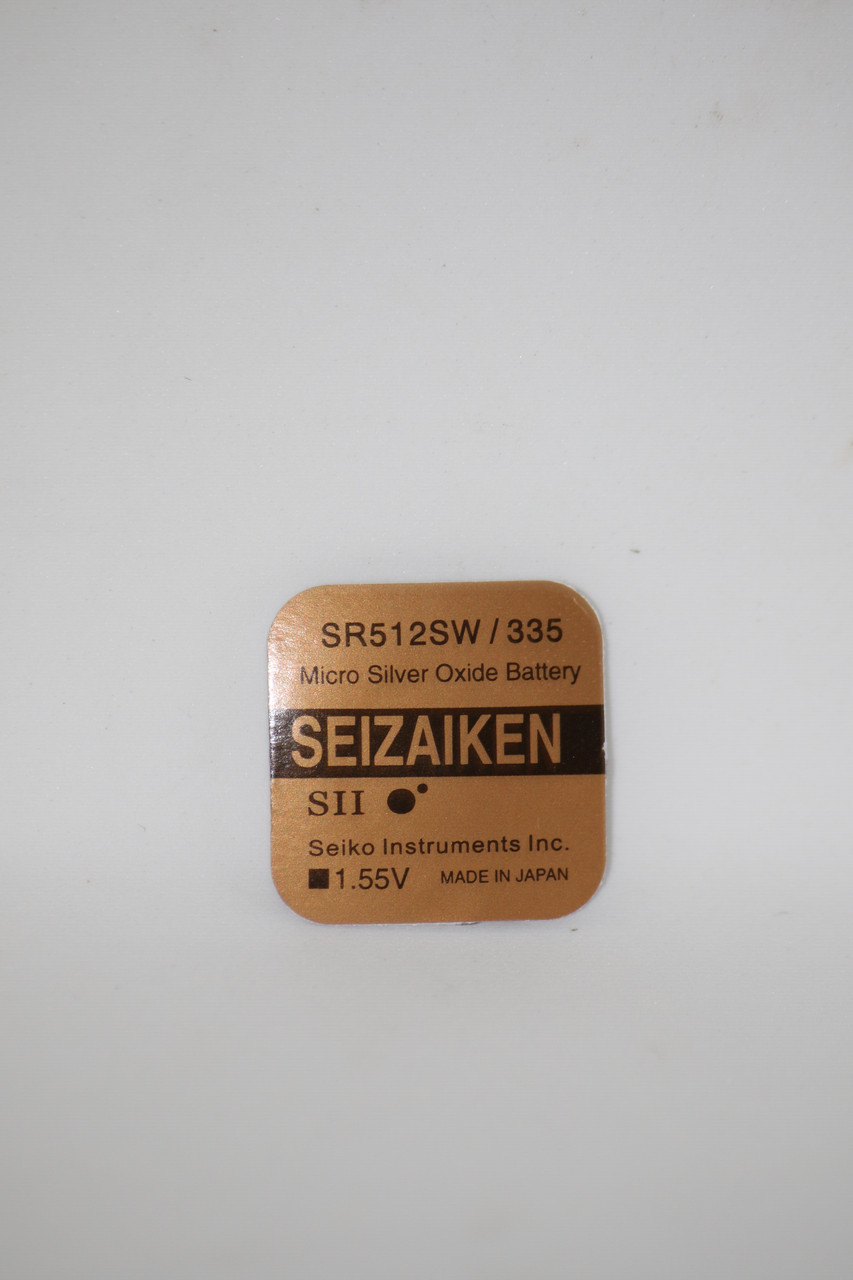 SR512SW / 335
Micro Silver Oxide Battery
SEIZAIKEN
SII
Seiko Instruments Inc.
1.55V MADE IN JAPAN